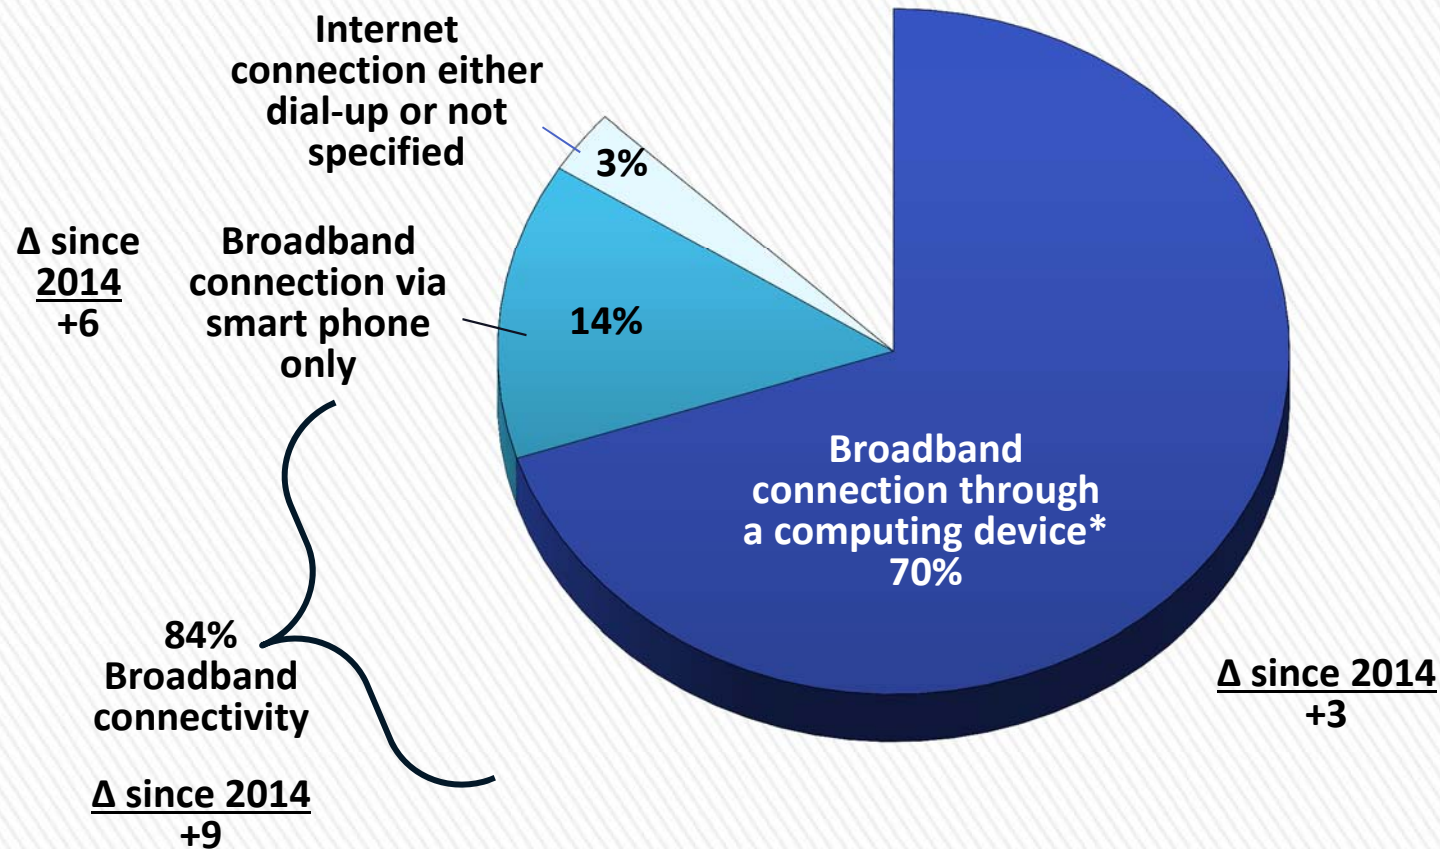 Internet
connection either
dial-up or not
specified
3%
Δ since
2014
+6
Broadband
connection via
smart phone
only
14%
Broadband
connection through
a computing device*
70%
84%
Broadband
connectivity
Δ since 2014
+9
Δ since 2014
+3